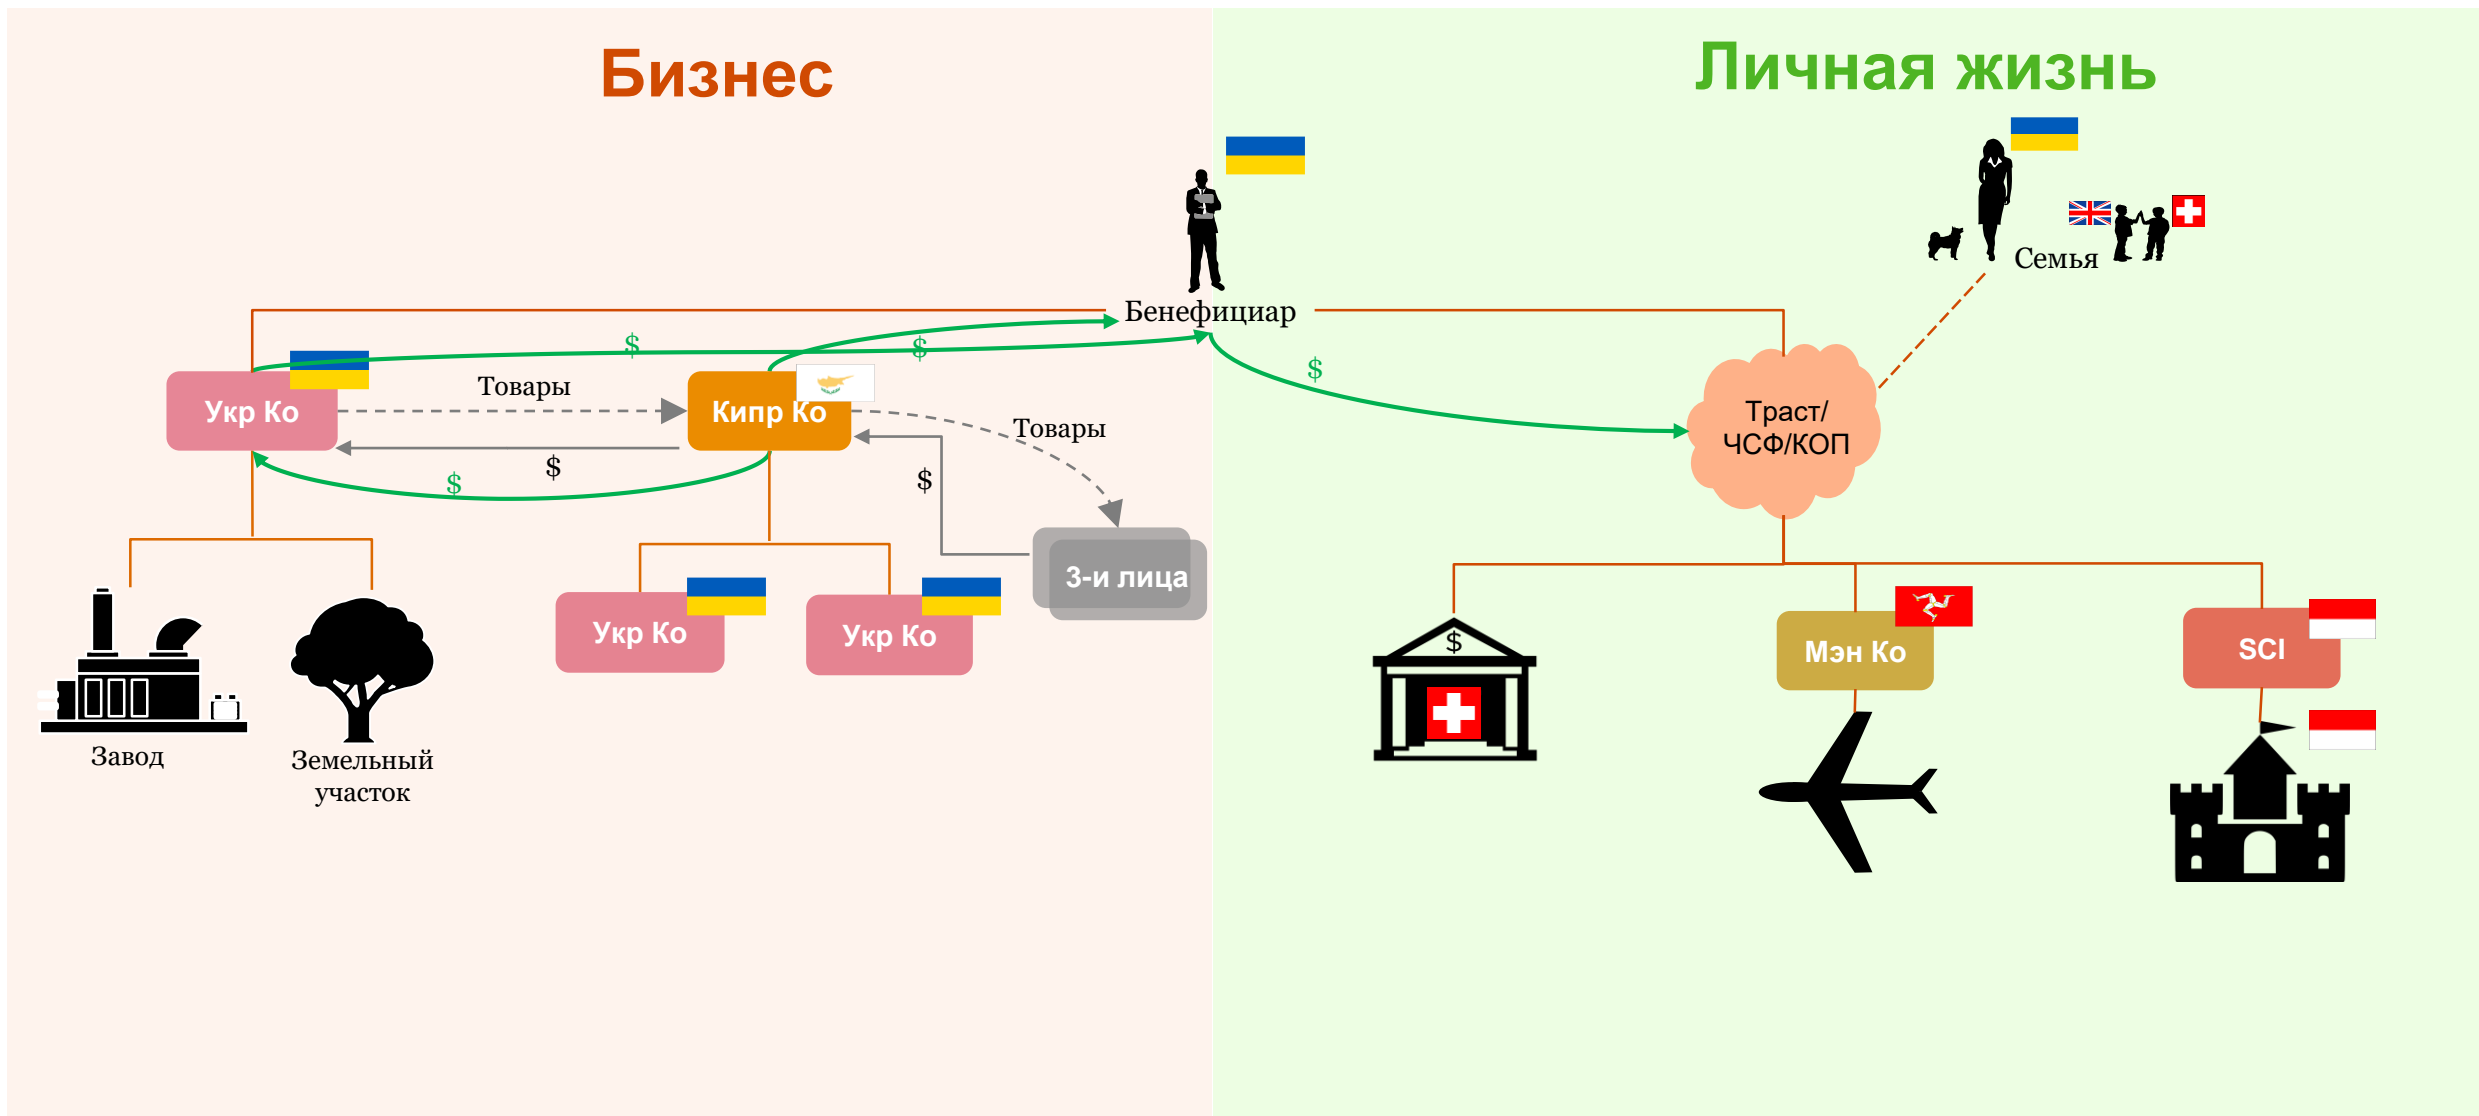 Бизнес
Личная жизнь
Семья
Бенефициар
$
$
$
Товары
Укр Ко
Кипр Ко
Товары
Траст/
ЧСФ/КОП
$
$
$
3-и лица
Укр Ко
Укр Ко
$
Мэн Ко
SCI
Завод
Земельный
участок